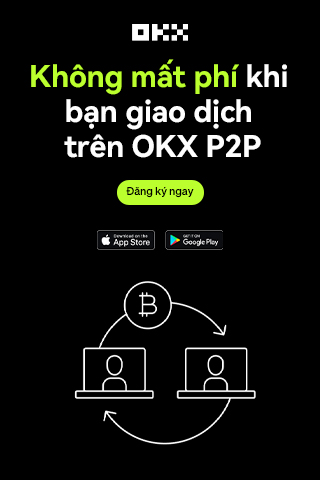 OKX
Không mất phí khi
bạn giao dịch
trên OKX P2P
Đăng ký ngay
Download on the
App Store
GET IT ON
Google Play